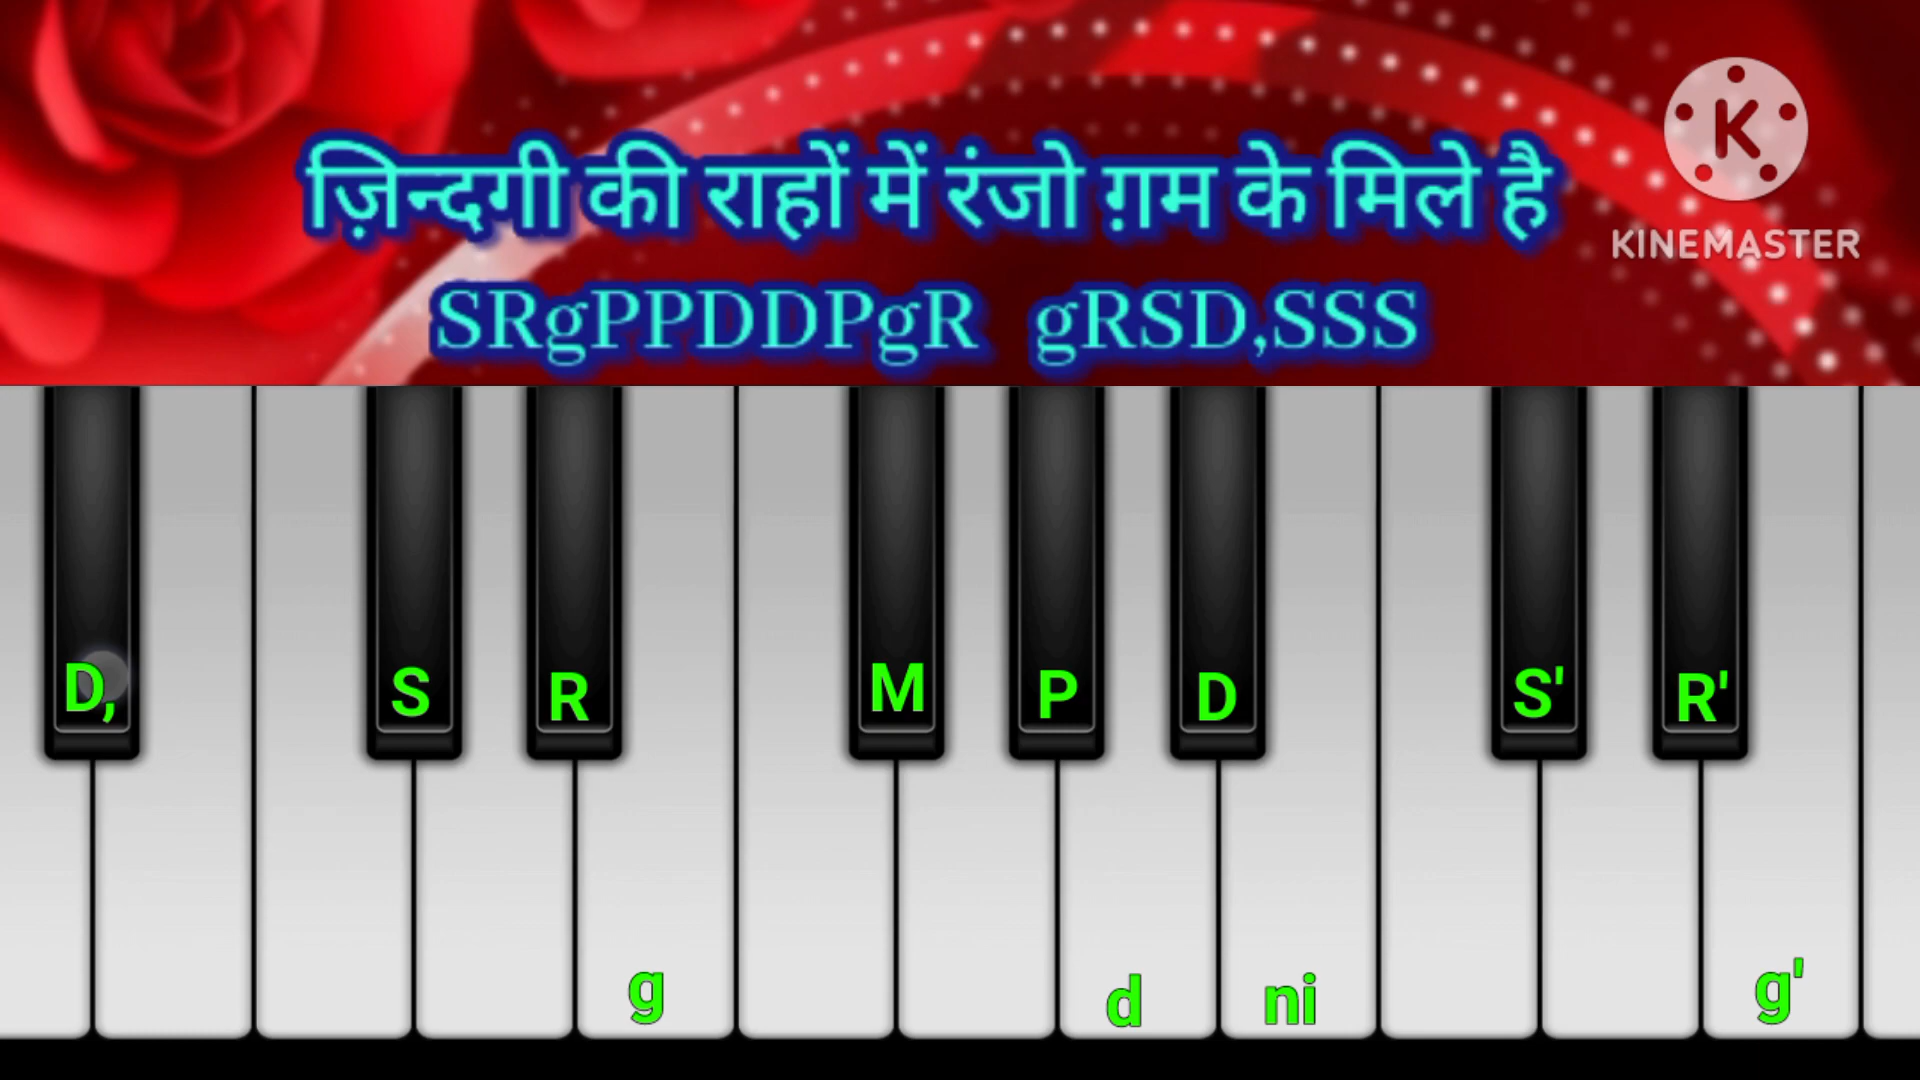 ज़िन्दगी की राहों में रंजो ग़म के मिले है
K
KINEMASTER
SRgPPDDPgR gRSD,SSS
D, S R M P D S' R'
g d ni g'